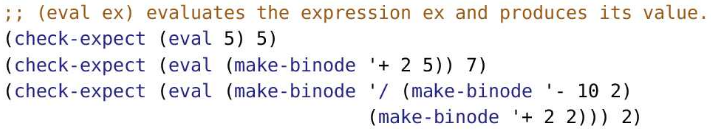 ;; (eval ex) evaluates the expression ex and produces its value.
(check-expect (eval 5) 5)
(check-expect (eval (make-binode '+ 2 5)) 7)
(check-expect (eval (make-binode '/ (make-binode '- 10 2)
                                    (make-binode '+ 2 2))) 2)